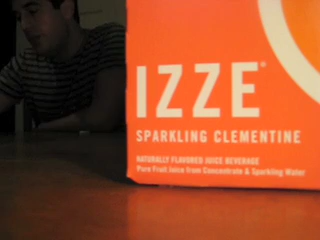 IZZE®
SPARKLING CLEMENTINE
NATURALLY FLAVORED JUICE BEVERAGE
Pure Fruit Juice from Concentrate & Sparkling Water